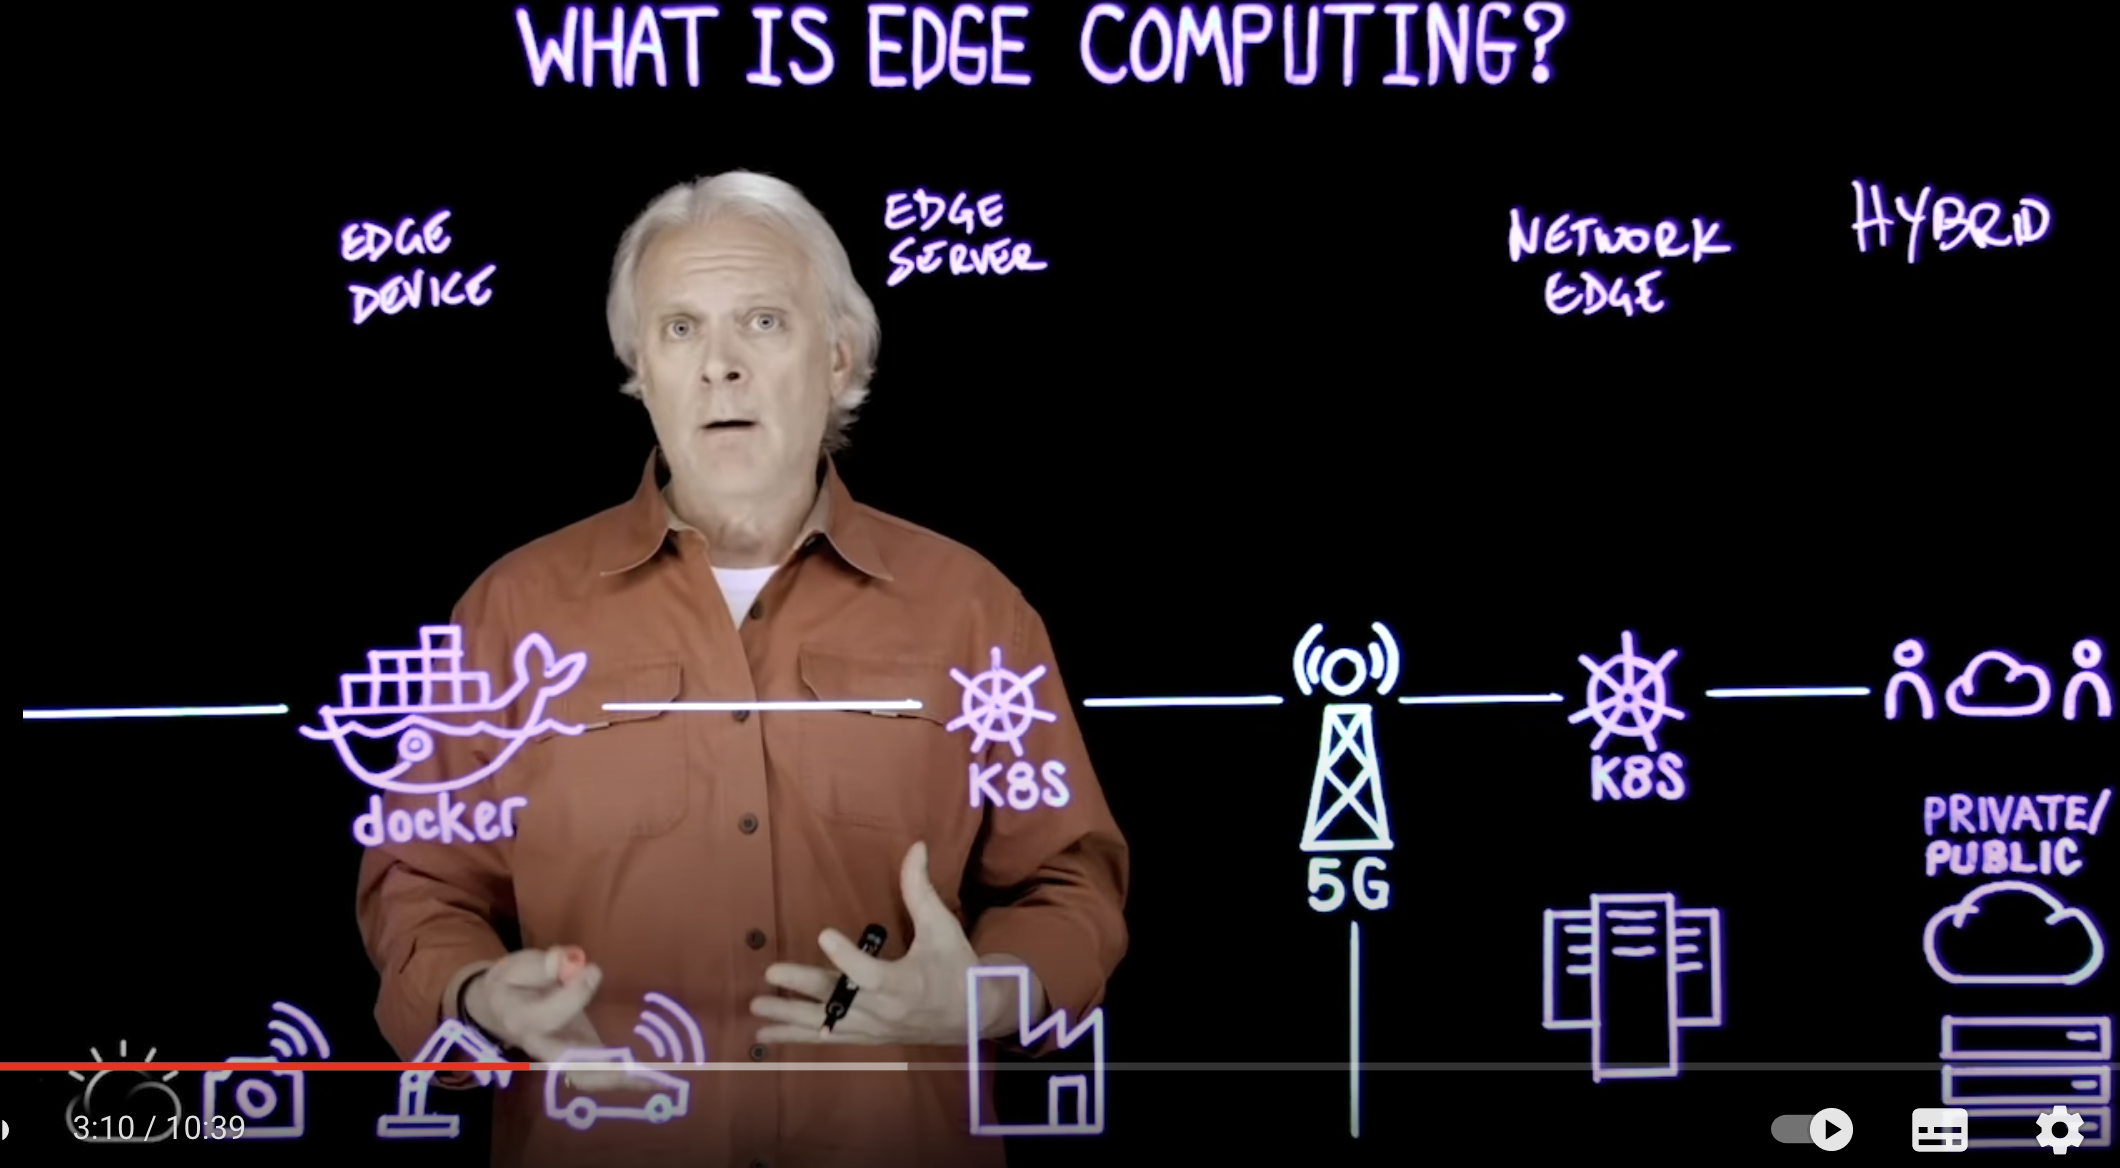 WHAT IS EDGE COMPUTING?
EDGE
DEVICE
EDGE
SERVER
NETWORK
EDGE
HYBRID
docker
K8S
5G
K8S
PRIVATE/
PUBLIC
3:10 / 10:39